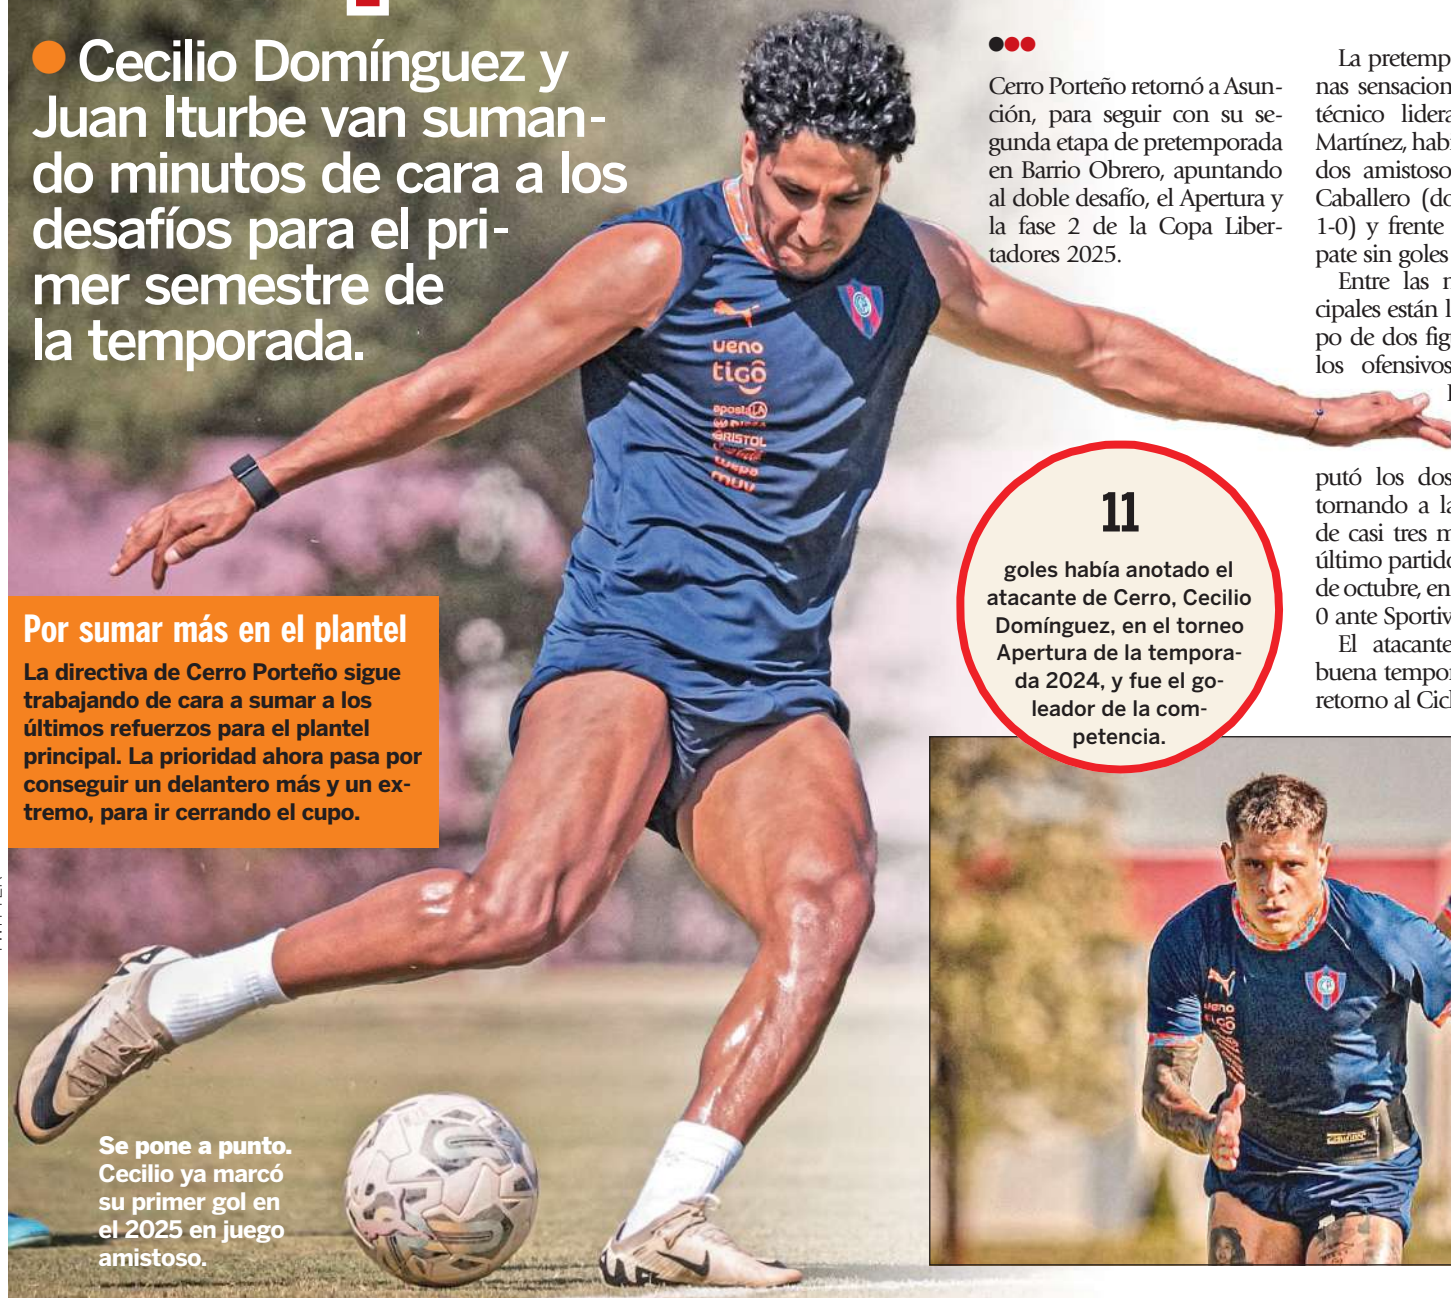 Cecilio Domínguez y
Juan Iturbe van suman-
do minutos de cara a los
desafíos para el pri-
mer semestre de
la temporada.
Cerro Porteño retornó a Asun-
ción, para seguir con su se-
gunda etapa de pretemporada
en Barrio Obrero, apuntando
al doble desafío, el Apertura y
la fase 2 de la Copa Liber-
tadores 2025.
La pretemp
nas sensacion
técnico lidera
Martínez, hab
dos amistoso
Caballero (do
1-0) y frente
pate sin goles
Entre las n
cipales están l
po de dos fig
los ofensivos
putó los dos
tornando a la
de casi tres m
último partido
de octubre, en
0 ante Sportiv
El atacante
buena tempor
retorno al Cicl
11
goles había anotado el
atacante de Cerro, Cecilio
Domínguez, en el torneo
Apertura de la tempora-
da 2024, y fue el go-
leador de la com-
petencia.
Por sumar más en el plantel
La directiva de Cerro Porteño sigue
trabajando de cara a sumar a los
últimos refuerzos para el plantel
principal. La prioridad ahora pasa por
conseguir un delantero más y un ex-
tremo, para ir cerrando el cupo.
Se pone a punto.
Cecilio ya marcó
su primer gol en
el 2025 en juego
amistoso.
ueno
tigo
apostala
BRISTOL
tuepa
muv
ueno
tigo